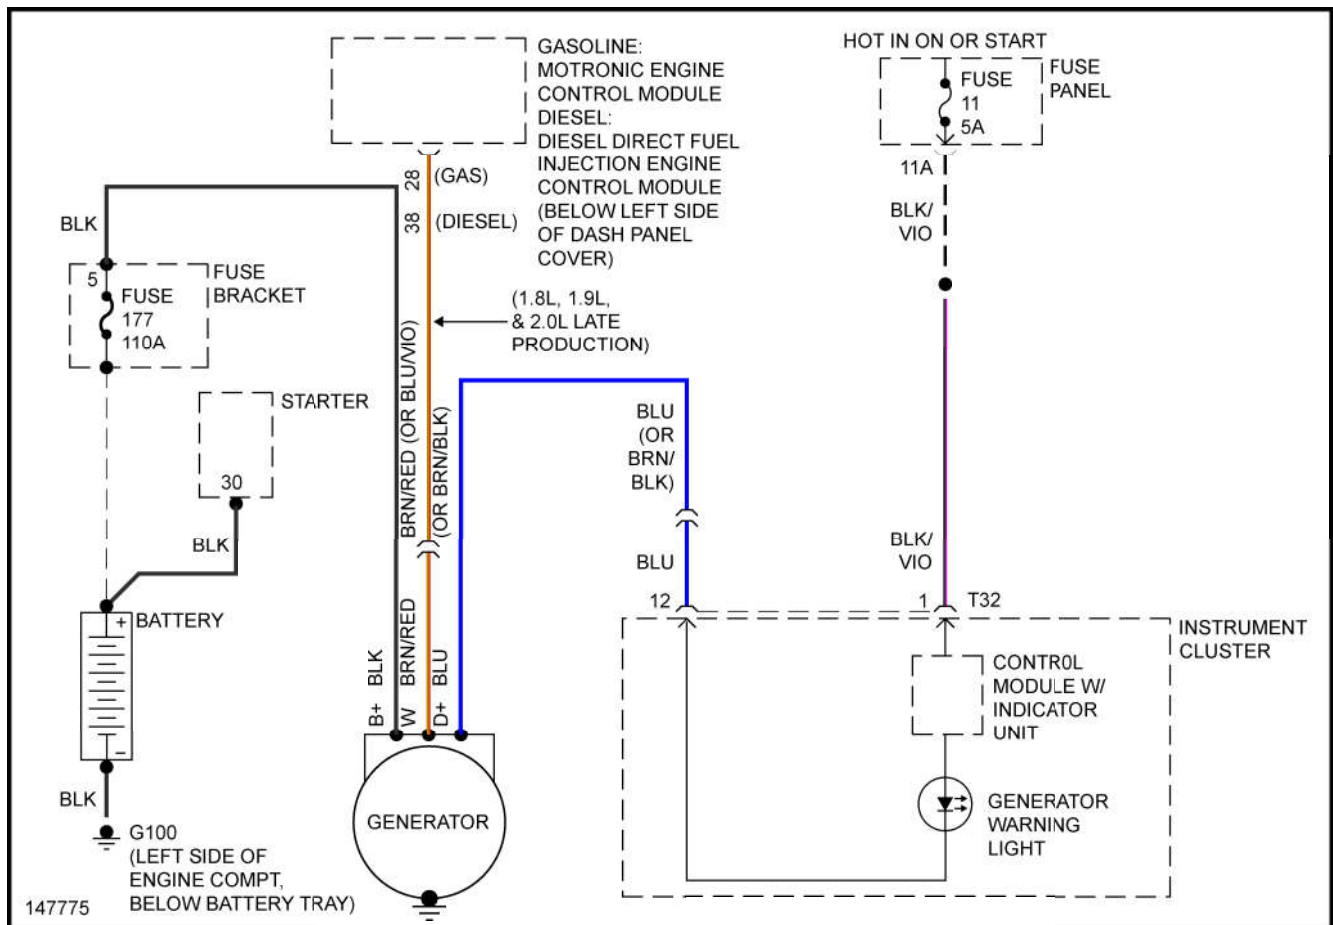 HOT IN ON OR START
GASOLINE:
MOTRONIC ENGINE
CONTROL MODULE
DIESEL:
DIESEL DIRECT FUEL
INJECTION ENGINE
CONTROL MODULE
(BELOW LEFT SIDE
OF DASH PANEL
COVER)
FUSE
11
5A
FUSE
PANEL
28
(GAS)
38
(DIESEL)
11A
BLK/
VIO
BLK
5
FUSE
177
110A
FUSE
BRACKET
(1.8L, 1.9L,
& 2.0L LATE
PRODUCTION)
BRN/RED (OR BLU/VIO)
(OR BRN/BLK)
STARTER
30
BLK
BLU
(OR
BRN/
BLK)
BLU
BLK/
VIO
12
1
T32
+
BATTERY
–
INSTRUMENT
CLUSTER
BLK
BRN/RED
BLU
B+
W
D+
CONTR0L
MODULE W/
INDICATOR
UNIT
BLK
GENERATOR
GENERATOR
WARNING
LIGHT
G100
(LEFT SIDE OF
ENGINE COMPT,
BELOW BATTERY TRAY)
147775